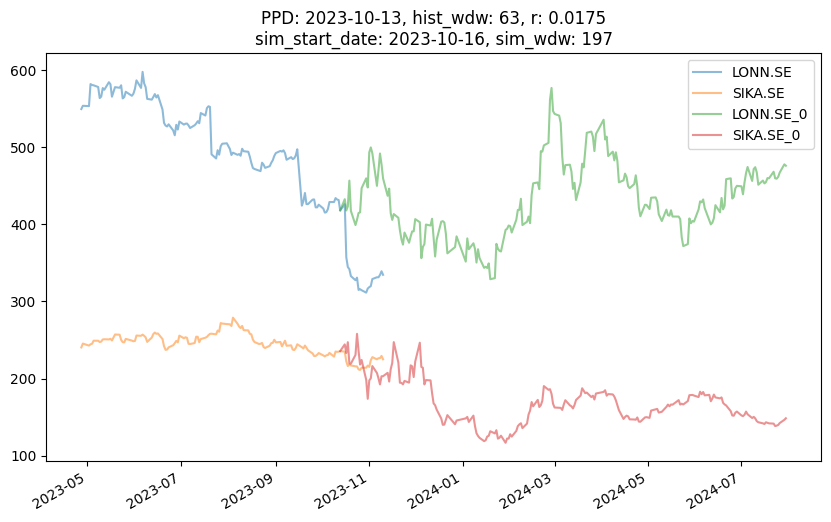 PPD: 2023-10-13, hist_wdw: 63, r: 0.0175
sim_start_date: 2023-10-16, sim_wdw: 197
LONN.SE
SIKA.SE
LONN.SE_0
SIKA.SE_0
600
500
400
300
200
100
2023-05
2023-07
2023-09
2023-11
2024-01
2024-03
2024-05
2024-07